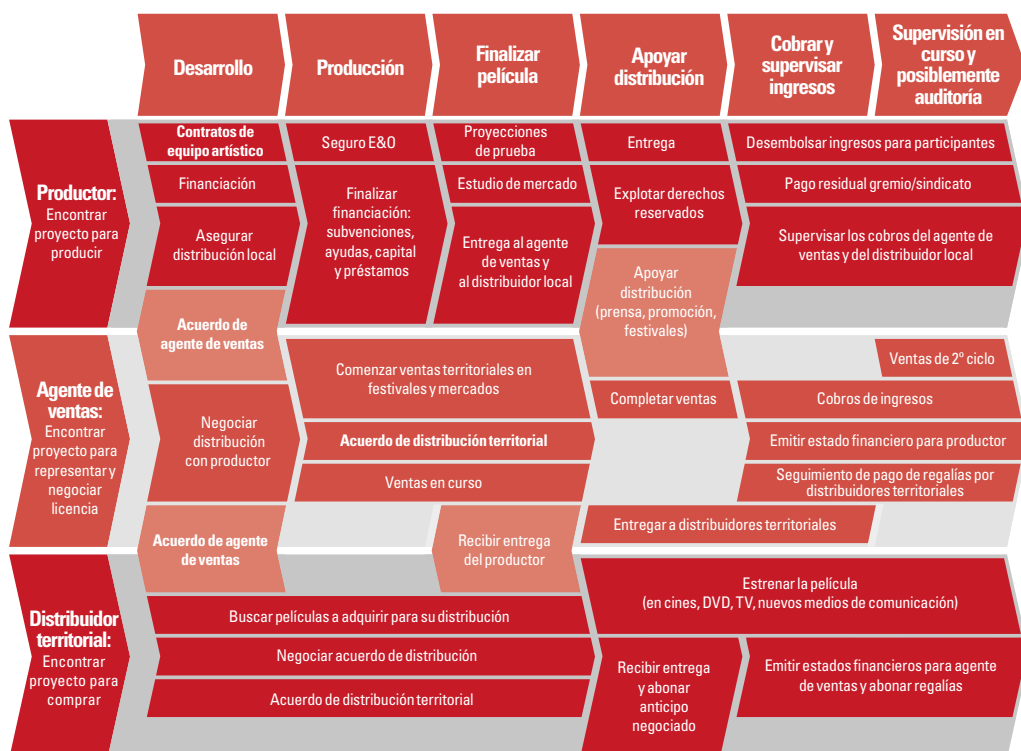 Desarrollo
Producción
Finalizar
película
Apoyar
distribución
Cobrar y
supervisar
ingresos
Supervisión en
curso y
posiblemente
auditoría
Productor:
Encontrar
proyecto para
producir
Contratos de
equipo artístico
Financiación
Asegurar
distribución local
Seguro E&O
Finalizar
financiación:
subvenciones,
ayudas, capital
y préstamos
Proyecciones
de prueba
Estudio de mercado
Entrega al agente
de ventas y
al distribuidor local
Entrega
Explotar derechos
reservados
Apoyar
distribución
(prensa, promoción,
festivales)
Desembolsar ingresos para participantes
Pago residual gremio/sindicato
Supervisar los cobros del agente de
ventas y del distribuidor local
Acuerdo de
agente de ventas
Agente de
ventas:
Encontrar
proyecto para
representar y
negociar
licencia
Negociar
distribución
con productor
Comenzar ventas territoriales en
festivales y mercados
Acuerdo de distribución territorial
Ventas en curso
Completar ventas
Ventas de 2º ciclo
Cobros de ingresos
Emitir estado financiero para productor
Seguimiento de pago de regalías por
distribuidores territoriales
Acuerdo de agente
de ventas
Recibir entrega
del productor
Entregar a distribuidores territoriales
Distribuidor
territorial:
Encontrar
proyecto para
comprar
Buscar películas a adquirir para su distribución
Negociar acuerdo de distribución
Acuerdo de distribución territorial
Estrenar la película
(en cines, DVD, TV, nuevos medios de comunicación)
Recibir entrega
y abonar
anticipo
negociado
Emitir estados financieros para agente
de ventas y abonar regalías